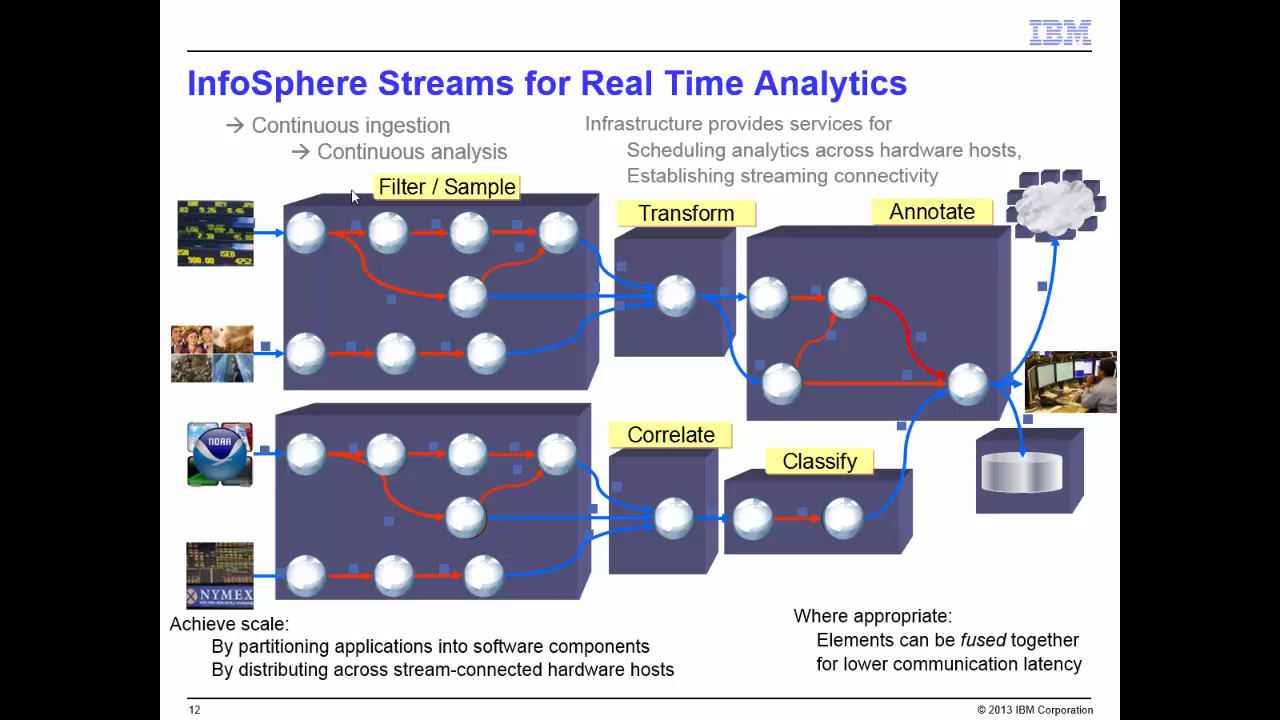 IBM
InfoSphere Streams for Real Time Analytics
→ Continuous ingestion
→ Continuous analysis
Infrastructure provides services for
Scheduling analytics across hardware hosts,
Establishing streaming connectivity
Filter / Sample
Transform
Annotate
NOAA
Correlate
Classify
NYMEX
Achieve scale:
By partitioning applications into software components
By distributing across stream-connected hardware hosts
Where appropriate:
Elements can be fused together
for lower communication latency
12
© 2013 IBM Corporation